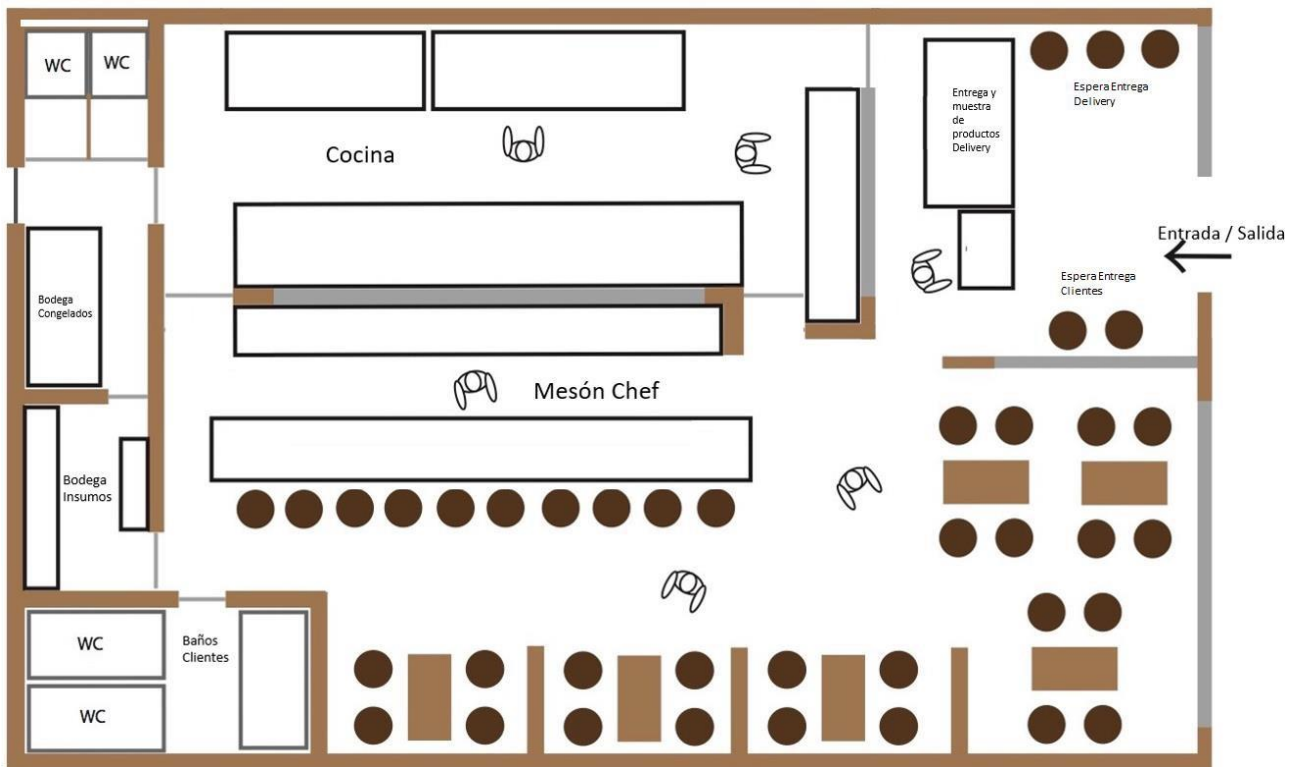 WC
WC
Cocina
Entrega y
muestra
de
productos
Delivery
Espera Entrega
Delivery
Entrada / Salida
Espera Entrega
Clientes
Bodega
Congelados
Mesón Chef
Bodega
Insumos
WC
Baños
Clientes
WC